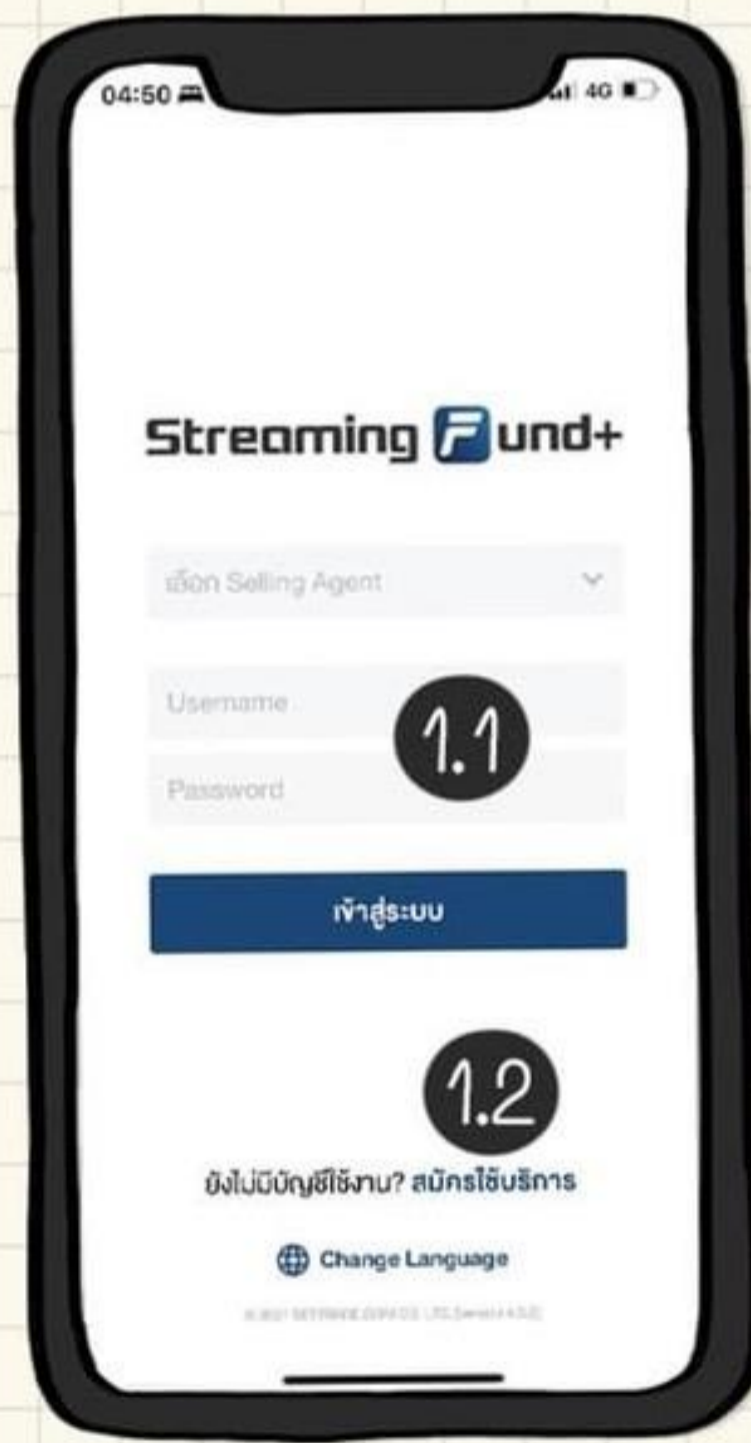 04:50
4G
Streaming Fund+
เลือก Selling Agent
Username
1.1
Password
เข้าสู่ระบบ
1.2
ยังไม่มีบัญชีใช้งาน? สมัครใช้บริการ
Change Language